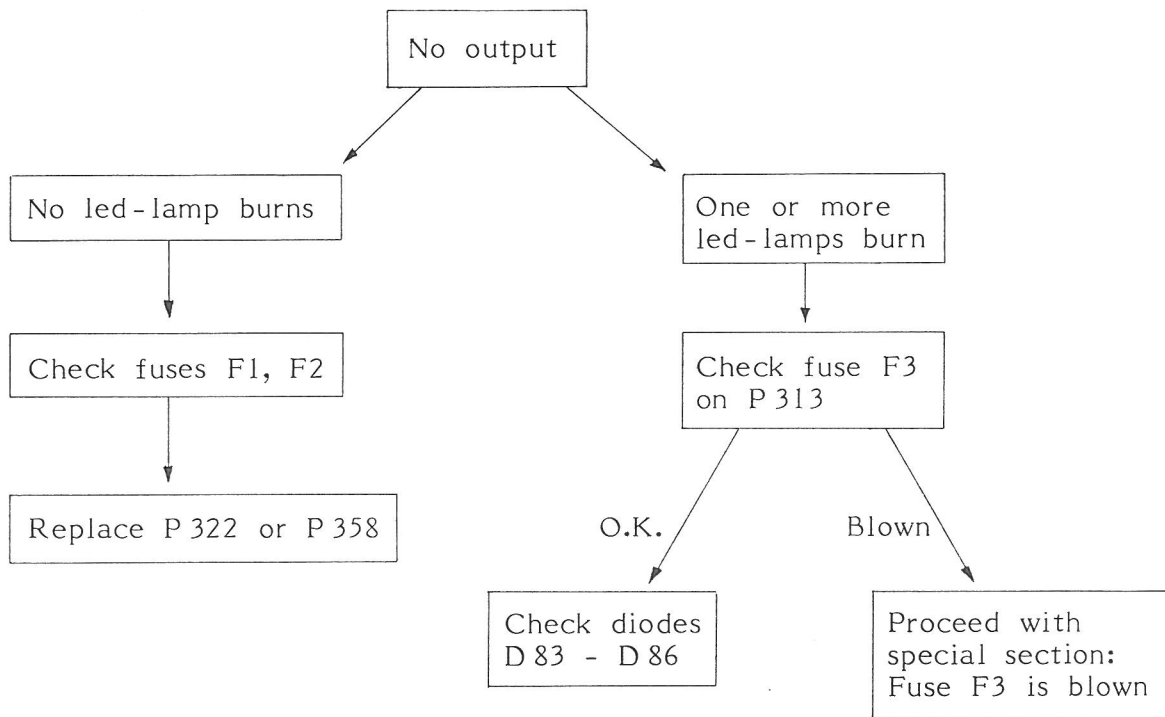 No output
No led-lamp burns
One or more
led-lamps burn
Check fuses F1, F2
Check fuse F3
on P 313
Replace P 322 or P 358
O.K.
Blown
Check diodes
D 83 - D 86
Proceed with
special section:
Fuse F3 is blown